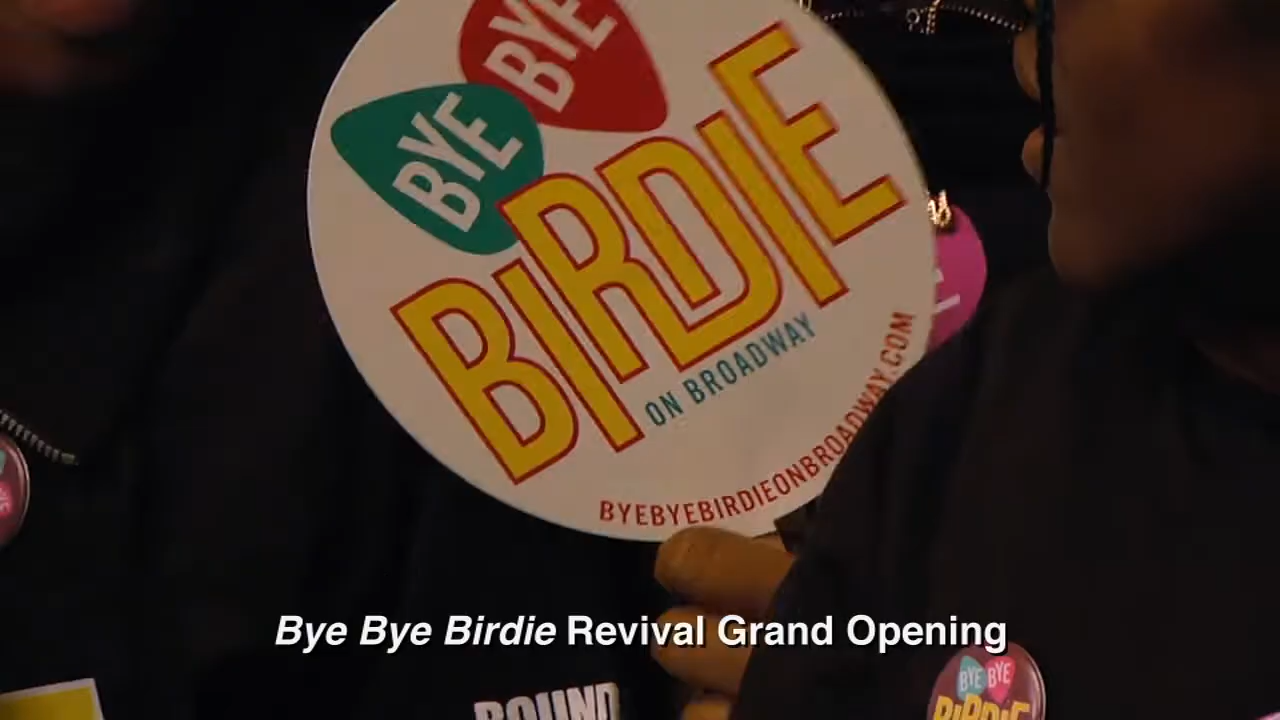 BYE
BYE
BIRDIE
ON BROADWAY
BYEBYEBIRDIEONBROADWAY.COM
Bye Bye Birdie Revival Grand Opening
ROUND
BYE BYE
BIRDIE